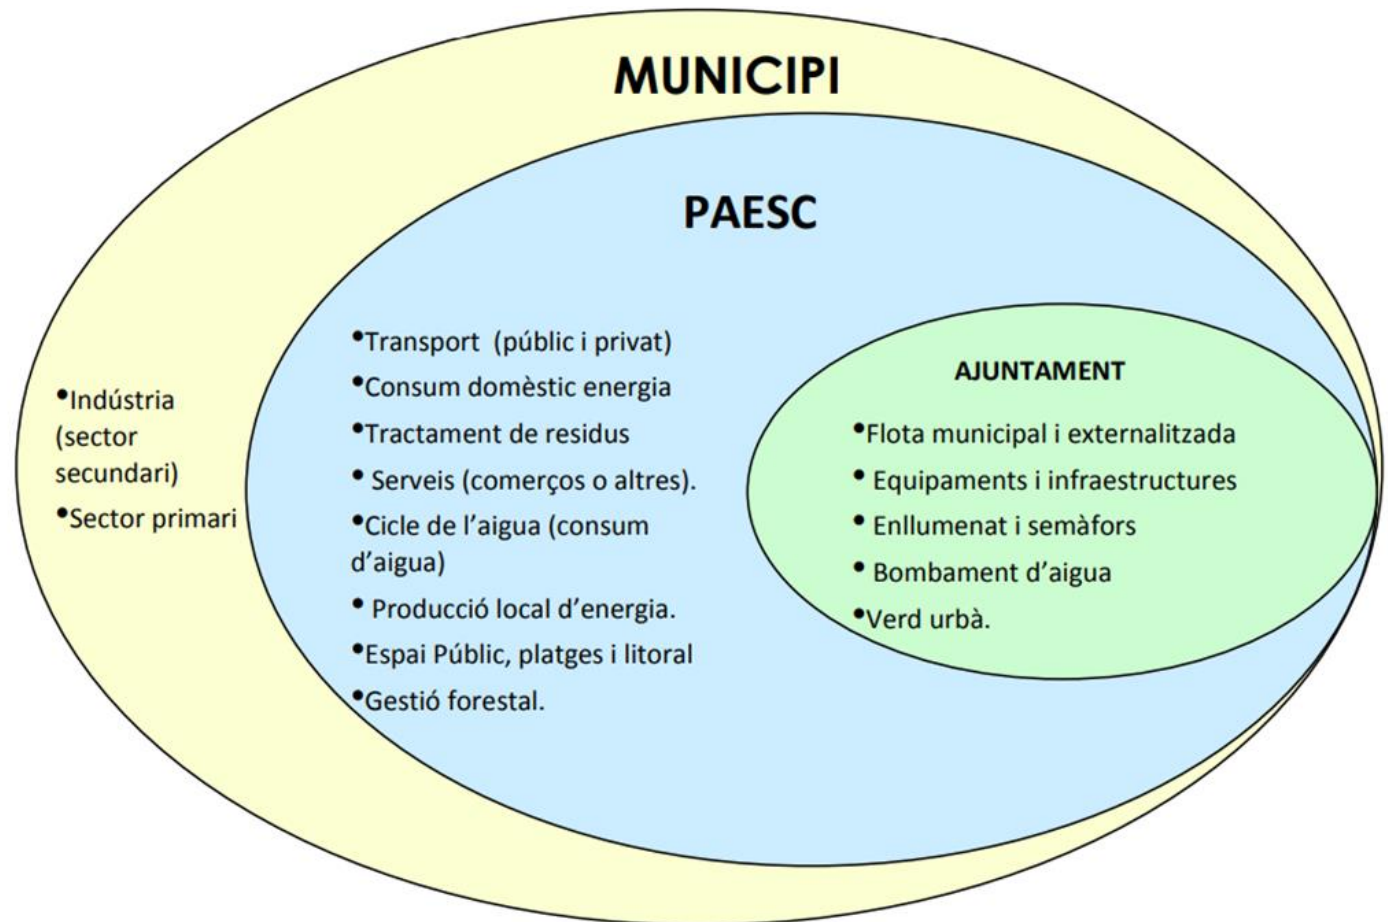 MUNICIPI
PAESC
•Indústria
(sector
secundari)
•Sector primari
•Transport (públic i privat)
•Consum domèstic energia
•Tractament de residus
• Serveis (comerços o altres).
•Cicle de l’aigua (consum
d’aigua)
• Producció local d’energia.
•Espai Públic, platges i litoral
•Gestió forestal.
AJUNTAMENT
•Flota municipal i externalitzada
• Equipaments i infraestructures
• Enllumenat i semàfors
• Bombament d’aigua
•Verd urbà.